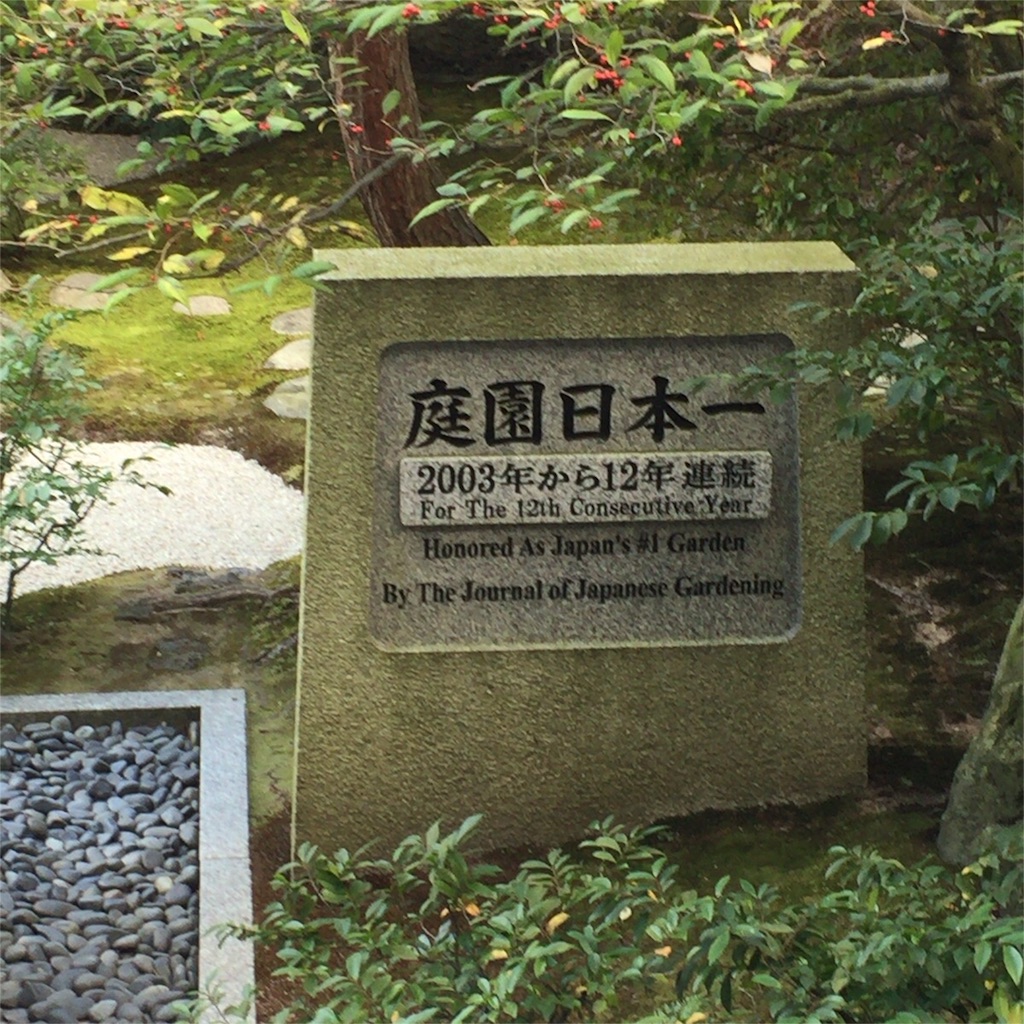 庭園日本一
2003年から12年連続
For The 12th Consecutive Year
Honored As Japan's #1 Garden
By The Journal of Japanese Gardening